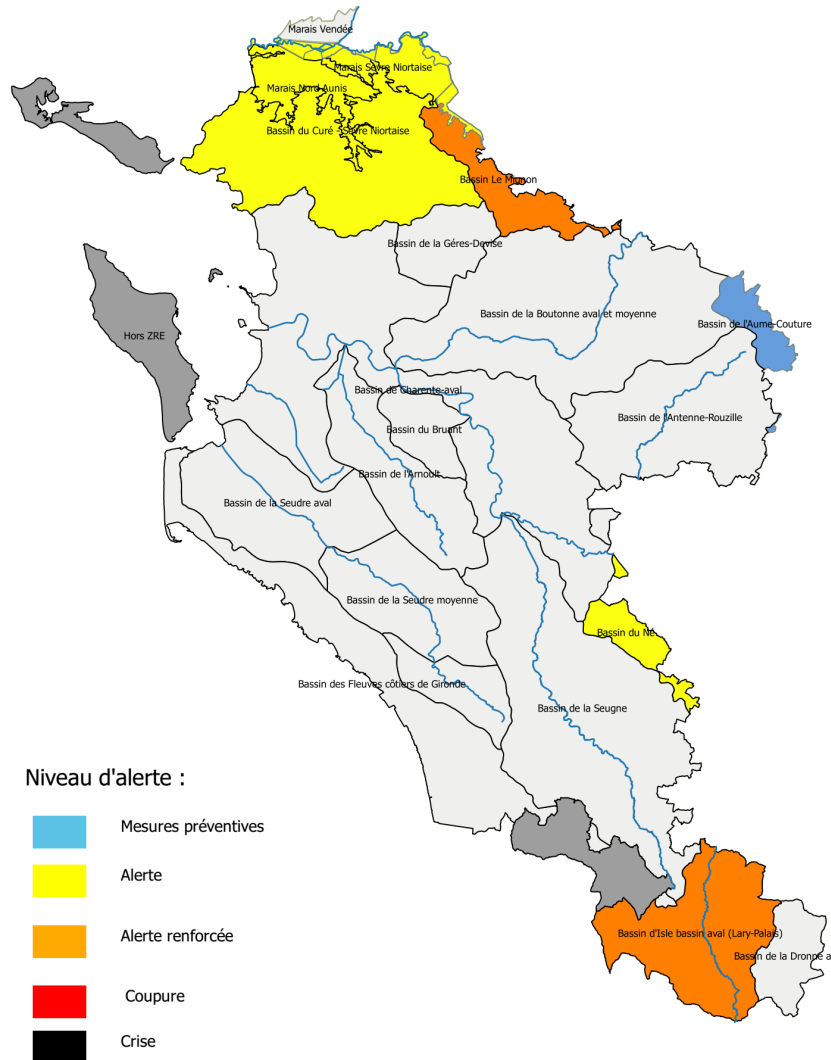 Marais Vendée
Marais Sèvre Niortaise
Marais Nord Aunis
Bassin du Curé - Sèvre Niortaise
Bassin Le Mignon
Bassin de la Géres-Devise
Bassin de la Boutonne aval et moyenne
Bassin de l'Aume-Couture
Hors ZRE
Bassin de Charente-aval
Bassin de l'Antenne-Rouzille
Bassin du Bruant
Bassin de l'Arnoult
Bassin de la Seudre aval
Bassin de la Seudre moyenne
Bassin du Né
Bassin des Fleuves côtiers de Gironde
Bassin de la Seugne
Niveau d'alerte :
Mesures préventives
Alerte
Alerte renforcée
Coupure
Crise
Bassin d'Isle bassin aval (Lary-Palais)
Bassin de la Dronne a